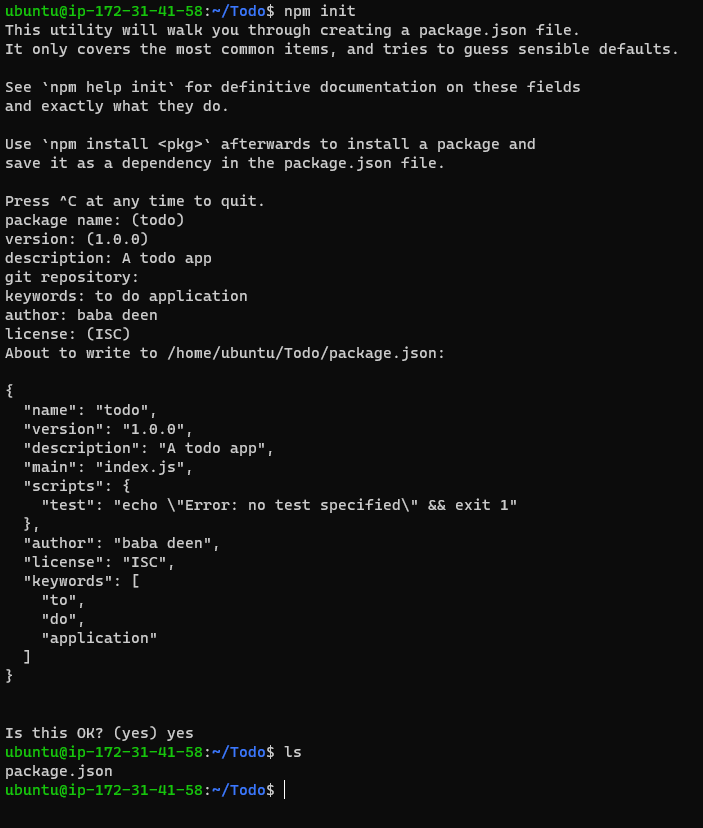 ubuntu@ip-172-31-41-58:~/Todo$ npm init
This utility will walk you through creating a package.json file.
It only covers the most common items, and tries to guess sensible defaults.

See `npm help init` for definitive documentation on these fields
and exactly what they do.

Use `npm install <pkg>` afterwards to install a package and
save it as a dependency in the package.json file.

Press ^C at any time to quit.
package name: (todo)
version: (1.0.0)
description: A todo app
git repository:
keywords: to do application
author: baba deen
license: (ISC)
About to write to /home/ubuntu/Todo/package.json:

{
  "name": "todo",
  "version": "1.0.0",
  "description": "A todo app",
  "main": "index.js",
  "scripts": {
    "test": "echo \"Error: no test specified\" && exit 1"
  },
  "author": "baba deen",
  "license": "ISC",
  "keywords": [
    "to",
    "do",
    "application"
  ]
}

Is this OK? (yes) yes
ubuntu@ip-172-31-41-58:~/Todo$ ls
package.json
ubuntu@ip-172-31-41-58:~/Todo$